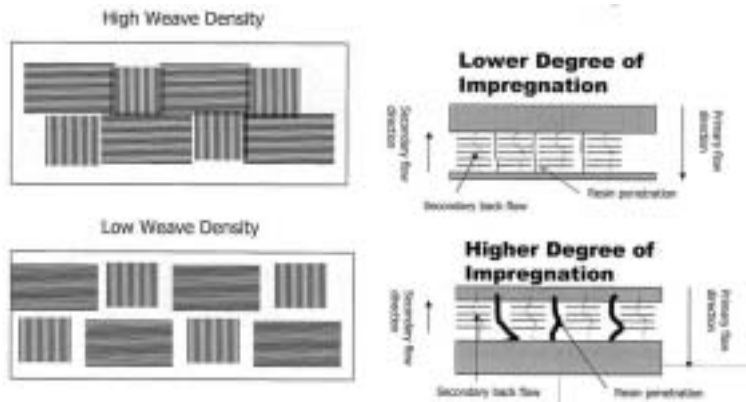 High Weave Density
Lower Degree of
Impregnation
Secondary flow
direction
Primary flow
direction
Secondary back flow
Resin penetration
Low Weave Density
Higher Degree of
Impregnation
Secondary flow
direction
Primary flow
direction
Secondary back flow
Resin penetration